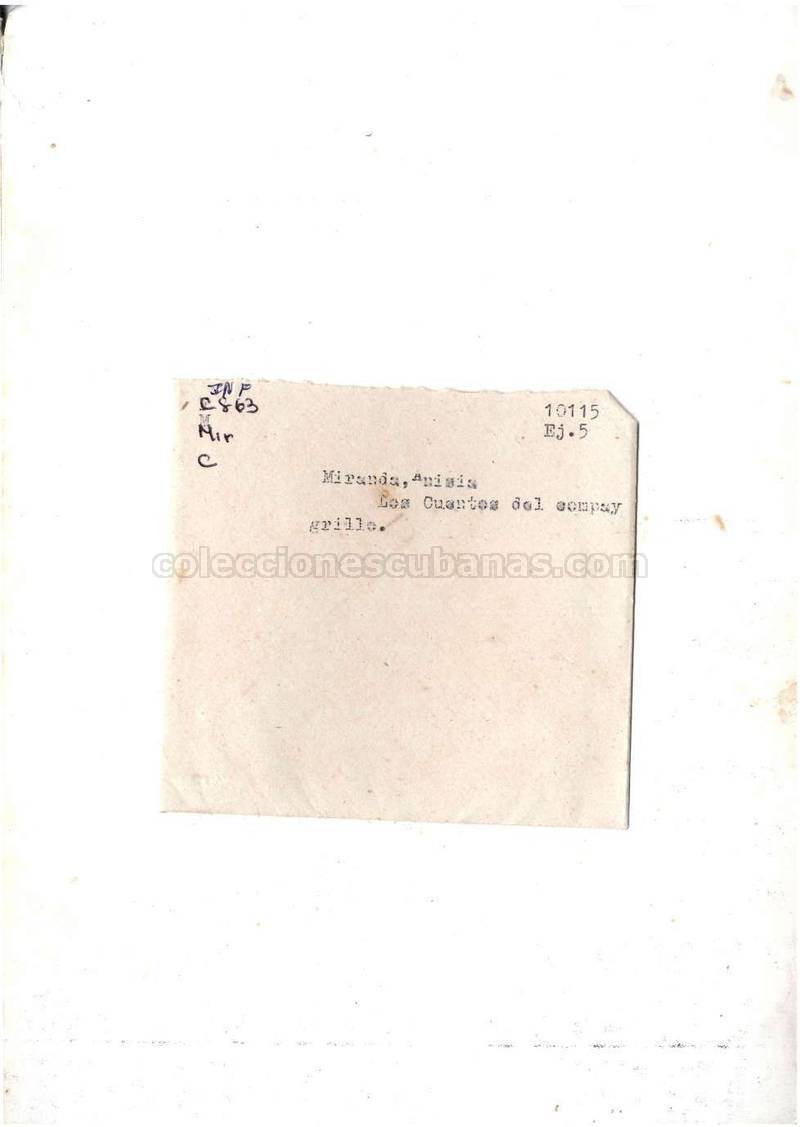 INF
C863
M
Mir
C
10115
Ej.5
Miranda, Anisia
Los Cuentos del compay
grillo.
coleccionescubanas.com